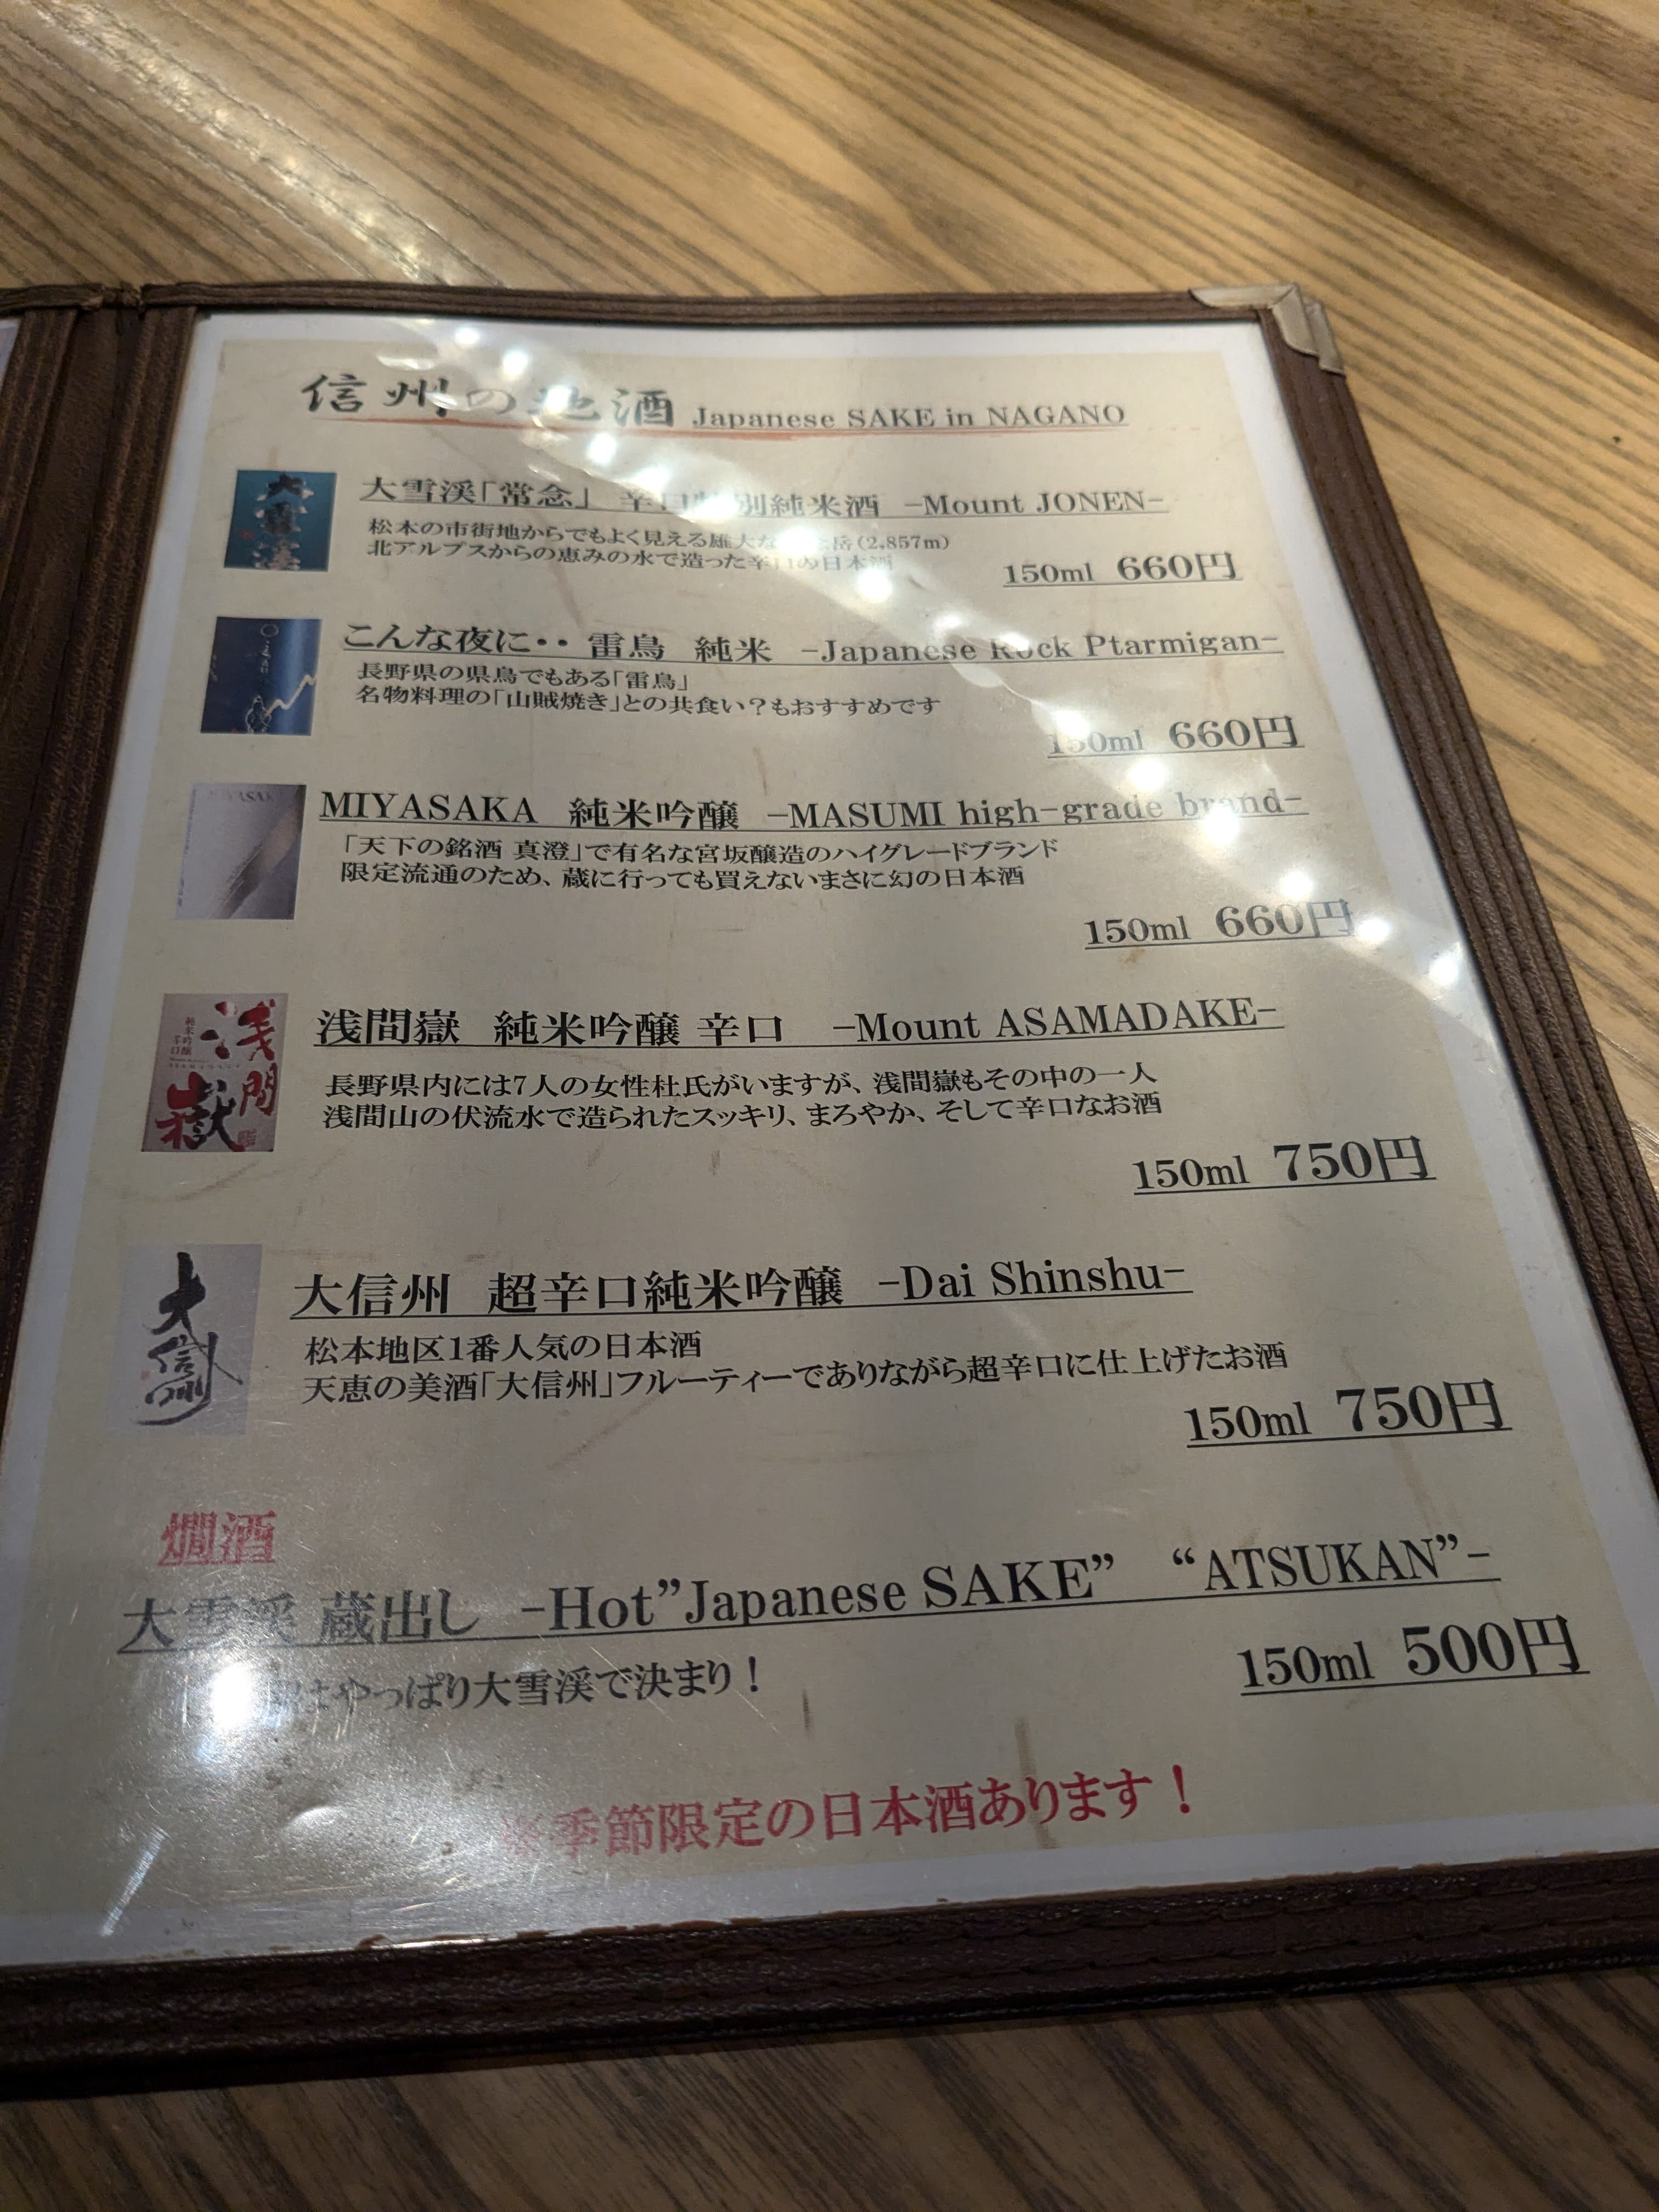 信州の地酒 Japanese SAKE in NAGANO
大雪渓「常念」 辛口特別純米酒 -Mount JONEN-
松本の市街地からでもよく見える雄大な 岳(2,857m)
北アルプスからの恵みの水で造った辛口の日本酒
150ml 660円
こんな夜に・・ 雷鳥 純米 -Japanese Rock Ptarmigan-
長野県の県鳥でもある「雷鳥」
名物料理の「山賊焼き」との共食い?もおすすめです
150ml 660円
MIYASAKA 純米吟醸 -MASUMI high-grade brand-
「天下の銘酒 真澄」で有名な宮坂醸造のハイグレードブランド
限定流通のため、蔵に行っても買えないまさに幻の日本酒
150ml 660円
浅間嶽 純米吟醸 辛口 -Mount ASAMADAKE-
長野県内には7人の女性杜氏がいますが、浅間嶽もその中の一人
浅間山の伏流水で造られたスッキリ、まろやか、そして辛口なお酒
150ml 750円
大信州 超辛口純米吟醸 -Dai Shinshu-
松本地区1番人気の日本酒
天恵の美酒「大信州」フルーティーでありながら超辛口に仕上げたお酒
150ml 750円
燗酒
大雪渓 蔵出し -Hot”Japanese SAKE” “ATSUKAN”-
はやっぱり大雪渓で決まり!
150ml 500円
※季節限定の日本酒あります!